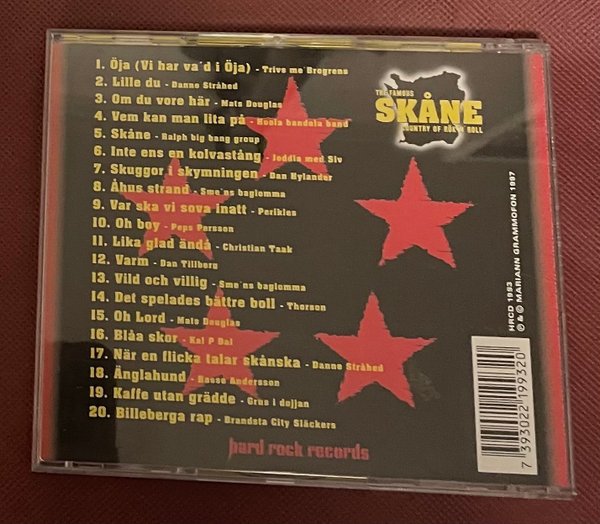 1. Öja (Vi har va'd i Öja) - Trivs me'Brogrens
2. Lille du - Danne Stråhed
3. Om du vore här - Mats Douglas
4. Vem kan man lita på - Hoola bandola band
5. Skåne - Ralph big bang group
6. Inte ens en kolvastång - Joddla med Siv
7. Skuggor i skymningen - Dan Hylander
8. Åhus strand - Sme'ns baglomma
9. Var ska vi sova inatt - Perikles
10. Oh boy - Peps Persson
11. Lika glad ändå - Christian Taak
12. Varm - Dan Tillberg
13. Vild och villig - Sme'ns baglomma
14. Det spelades bättre boll - Thorson
15. Oh Lord - Mats Douglas
16. Blåa skor - Kal P Dal
17. När en flicka talar skånska - Danne Stråhed
18. Änglahund - Hasse Andersson
19. Kaffe utan grädde - Grus i dojjan
20. Billeberga rap - Brandsta City Släckers
THE FAMOUS
SKÅNE
COUNTRY OF RÖK'N ROLL
HRCD 1993
℗ & © MARIANN GRAMMOFON 1997
7 393022 199320
hard rock records